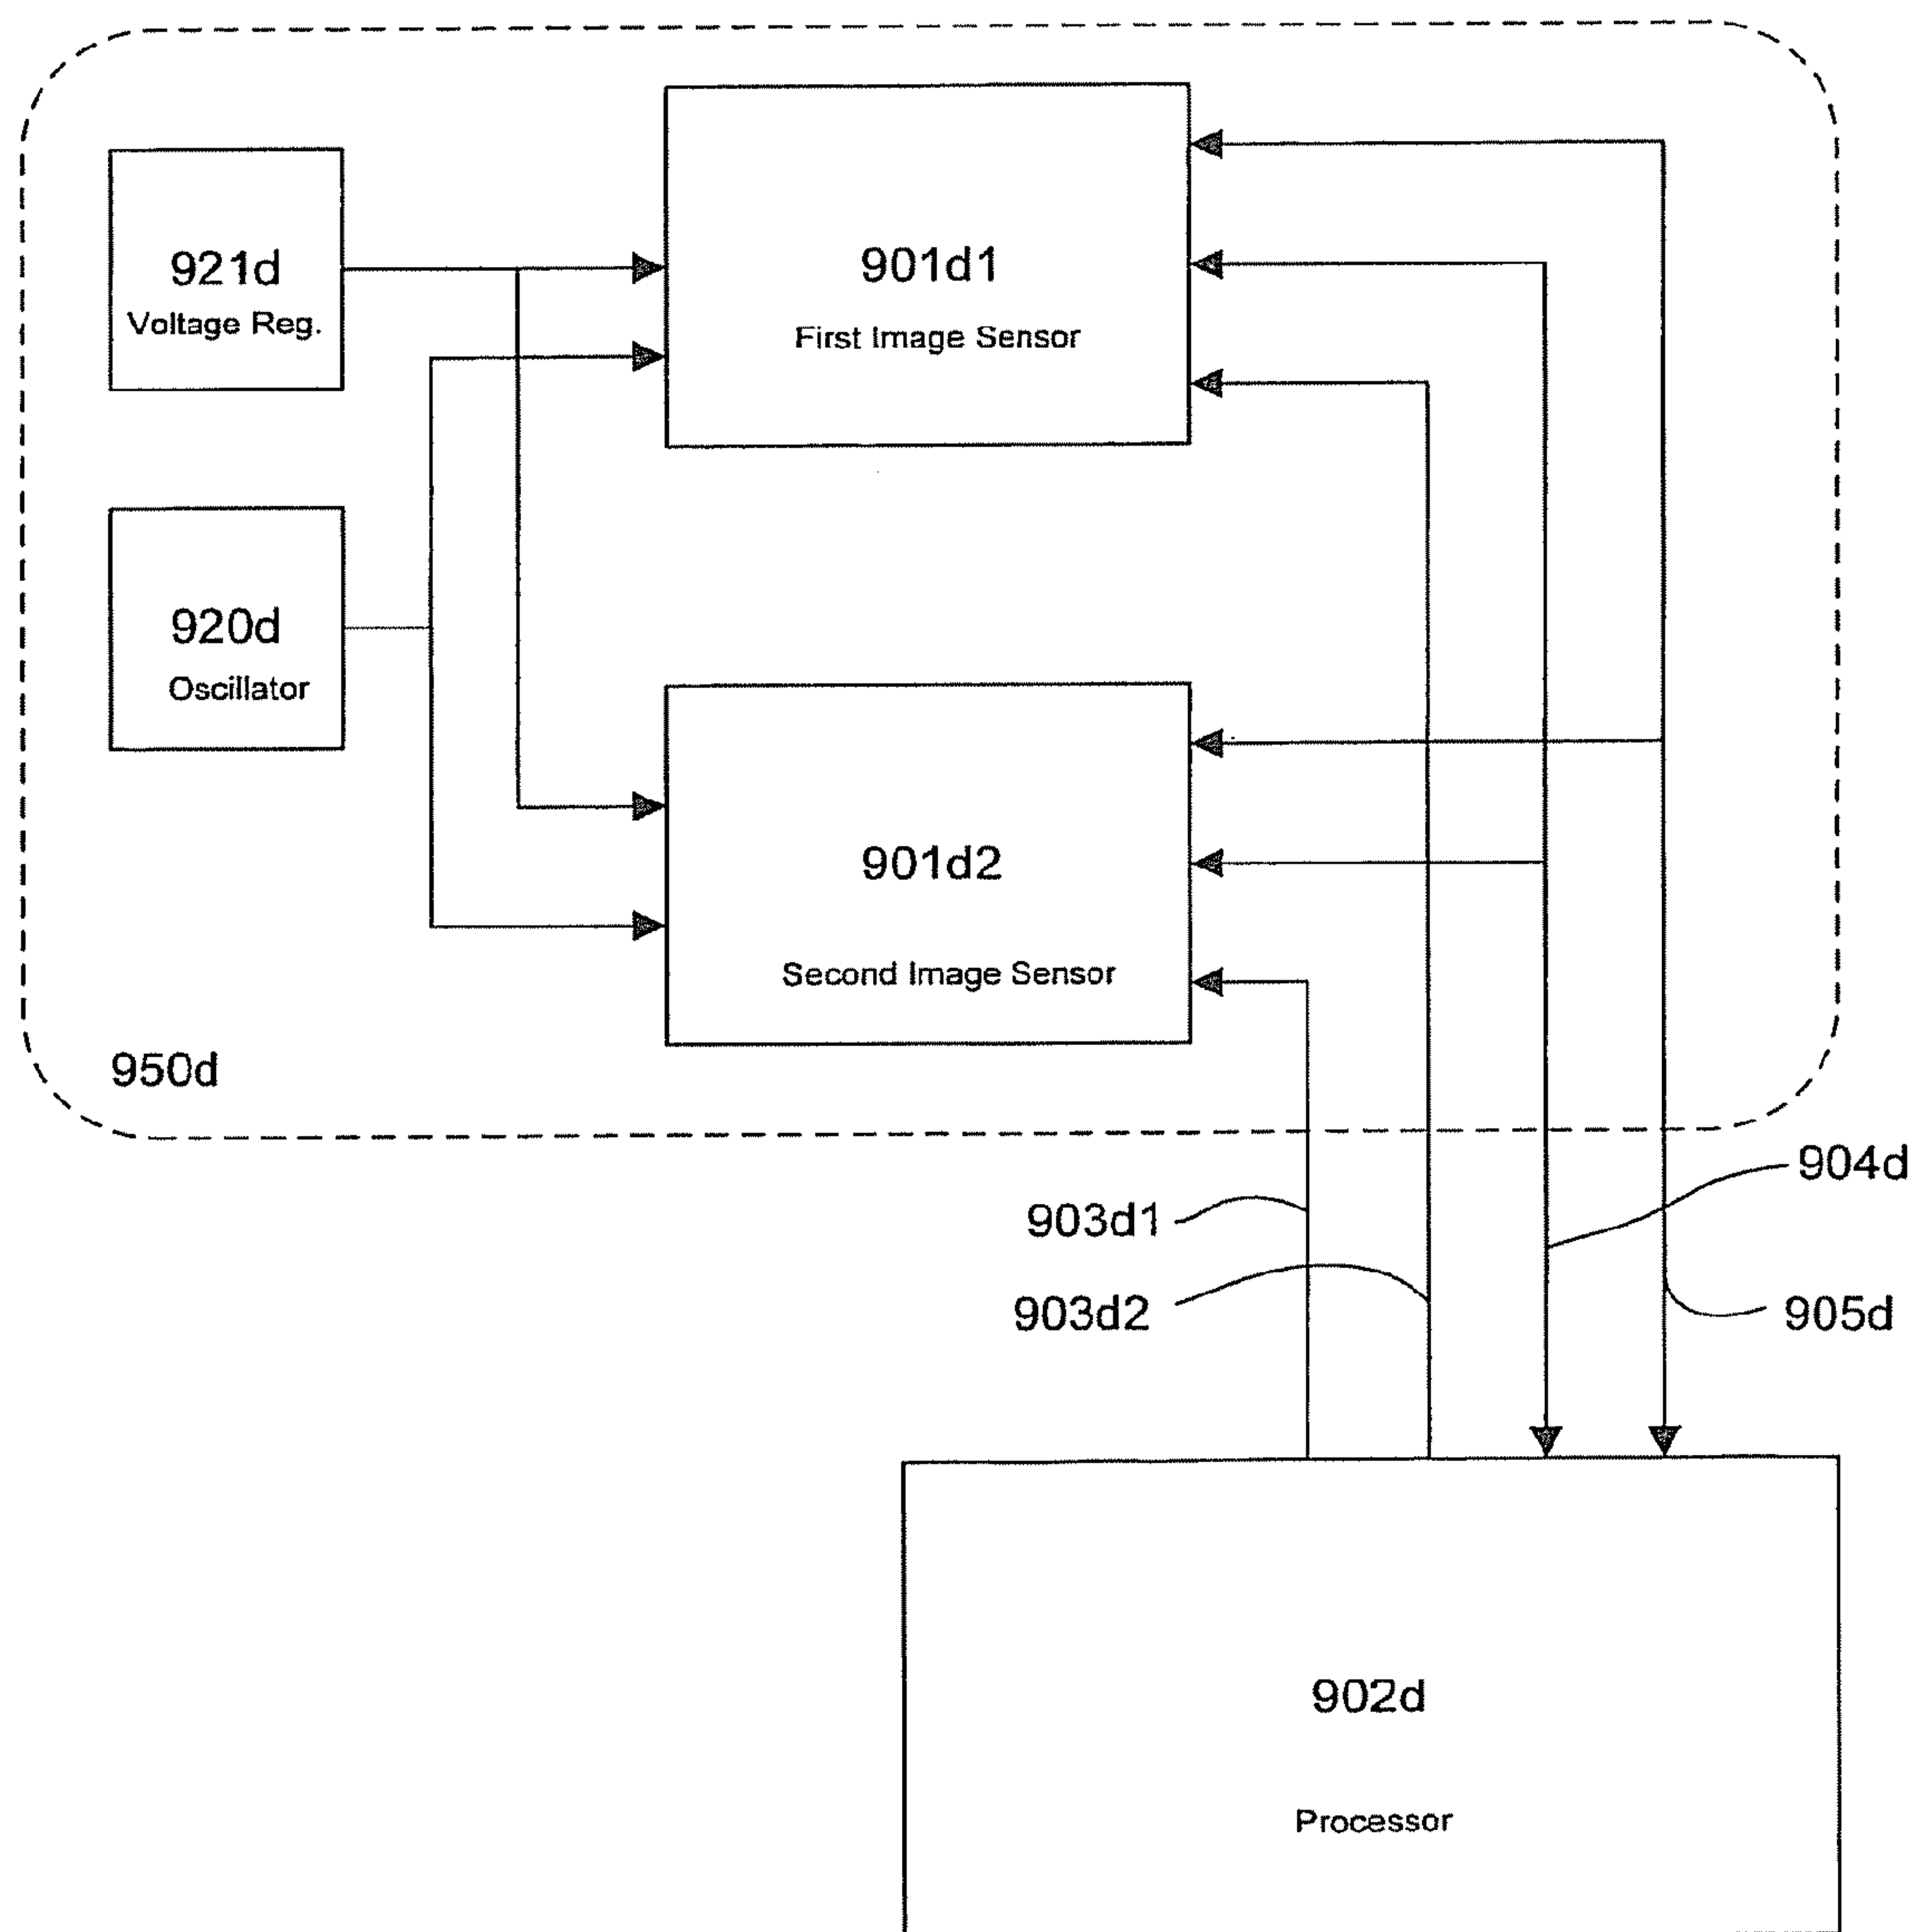 921d
Voltage Reg.
901d1
First Image Sensor
920d
Oscillator
901d2
Second Image Sensor
950d
904d
903d1
903d2
905d
902d
Processor